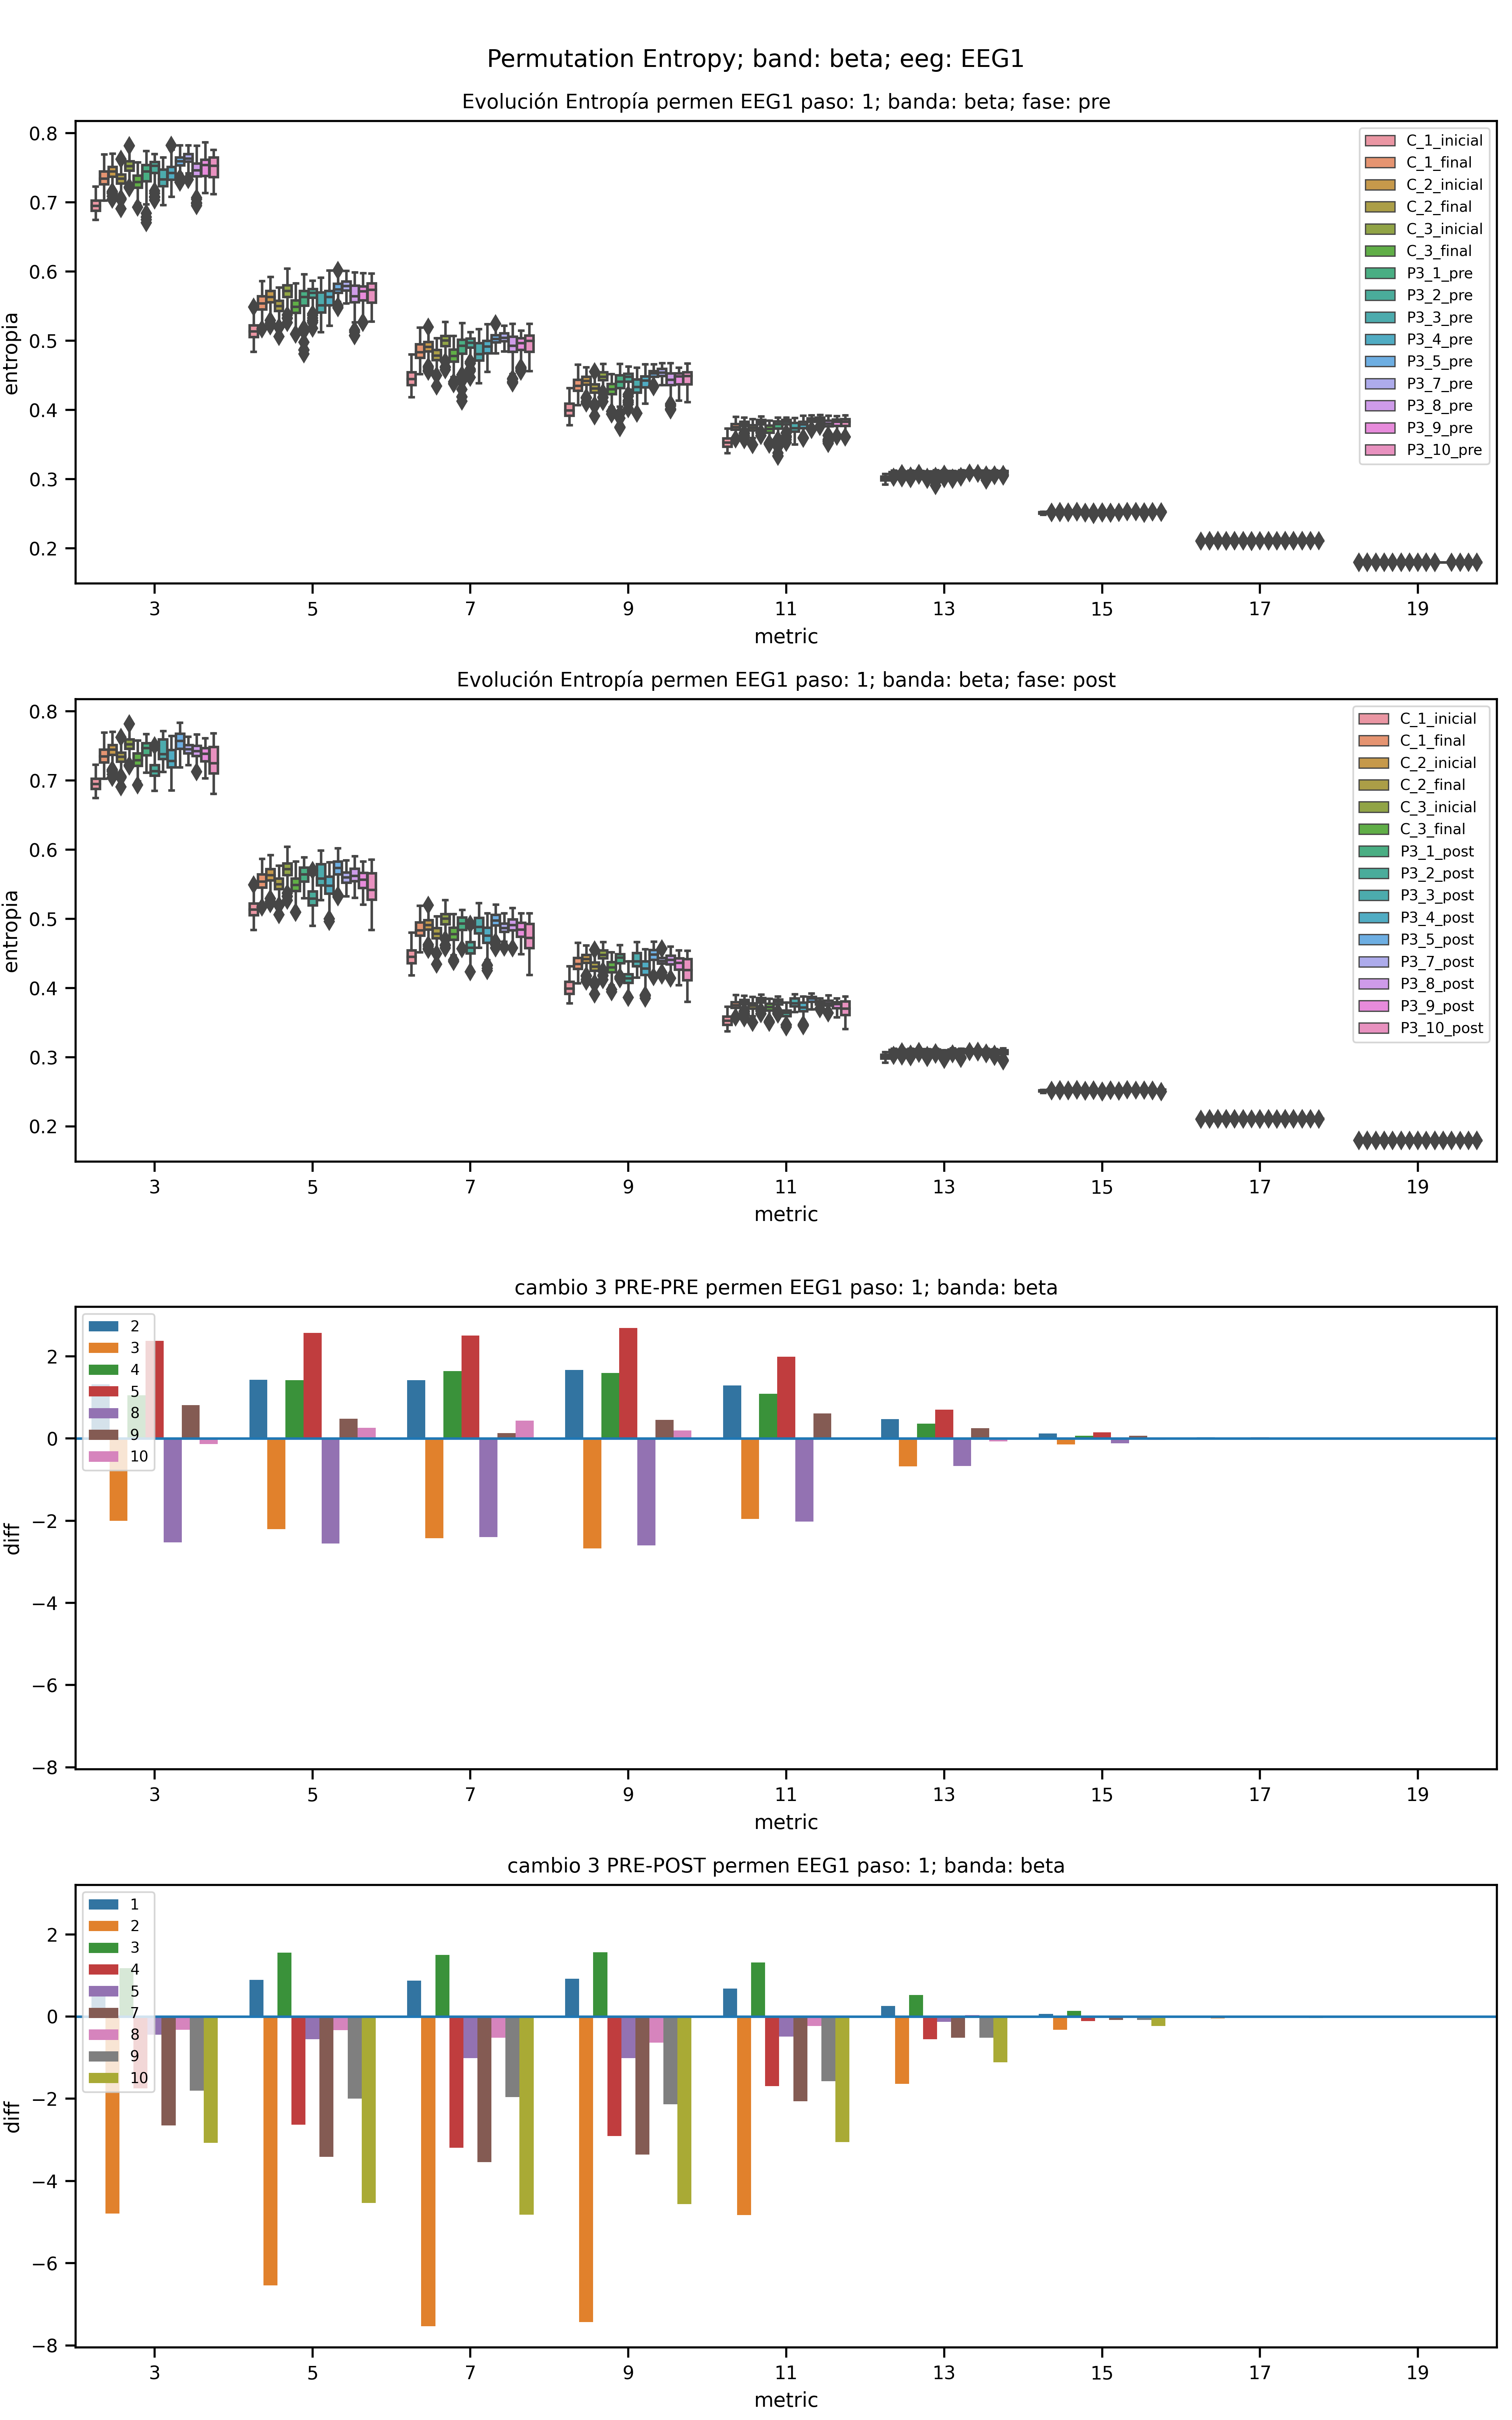 Permutation Entropy; band: beta; eeg: EEG1
Evolución Entropía permen EEG1 paso: 1; banda: beta; fase: pre
entropia
0.8
0.7
0.6
0.5
0.4
0.3
0.2
C_1_inicial
C_1_final
C_2_inicial
C_2_final
C_3_inicial
C_3_final
P3_1_pre
P3_2_pre
P3_3_pre
P3_4_pre
P3_5_pre
P3_7_pre
P3_8_pre
P3_9_pre
P3_10_pre
3 5 7 9 11 13 15 17 19
metric
Evolución Entropía permen EEG1 paso: 1; banda: beta; fase: post
entropia
0.8
0.7
0.6
0.5
0.4
0.3
0.2
C_1_inicial
C_1_final
C_2_inicial
C_2_final
C_3_inicial
C_3_final
P3_1_post
P3_2_post
P3_3_post
P3_4_post
P3_5_post
P3_7_post
P3_8_post
P3_9_post
P3_10_post
3 5 7 9 11 13 15 17 19
metric
cambio 3 PRE-PRE permen EEG1 paso: 1; banda: beta
diff
2
0
−2
−4
−6
−8
2
3
4
5
8
9
10
3 5 7 9 11 13 15 17 19
metric
cambio 3 PRE-POST permen EEG1 paso: 1; banda: beta
diff
2
0
−2
−4
−6
−8
1
2
3
4
5
7
8
9
10
3 5 7 9 11 13 15 17 19
metric